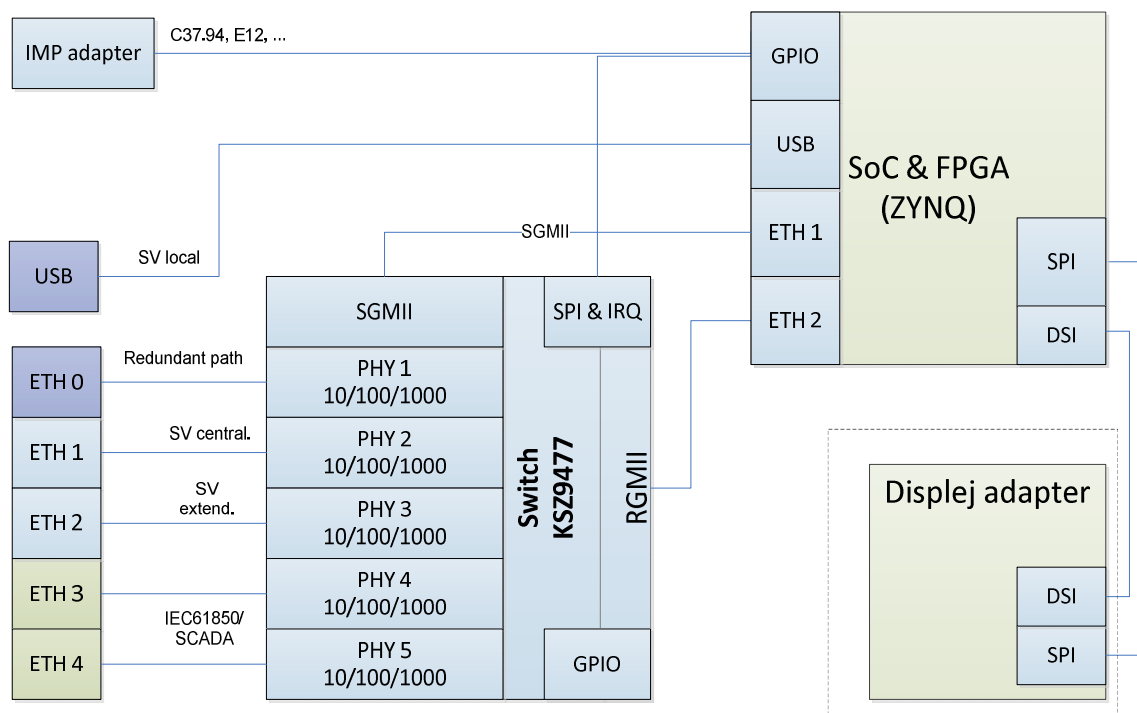 IMP adapter
C37.94, E12, ...
GPIO
USB
ETH 1
ETH 2
SoC & FPGA
(ZYNQ)
SPI
DSI
USB
SV local
SGMII
ETH 0
ETH 1
ETH 2
ETH 3
ETH 4
Redundant path
SV central.
SV
extend.
IEC61850/
SCADA
SGMII
PHY 1
10/100/1000
PHY 2
10/100/1000
PHY 3
10/100/1000
PHY 4
10/100/1000
PHY 5
10/100/1000
Switch
KSZ9477
SPI & IRQ
RGMII
GPIO
Displej adapter
DSI
SPI